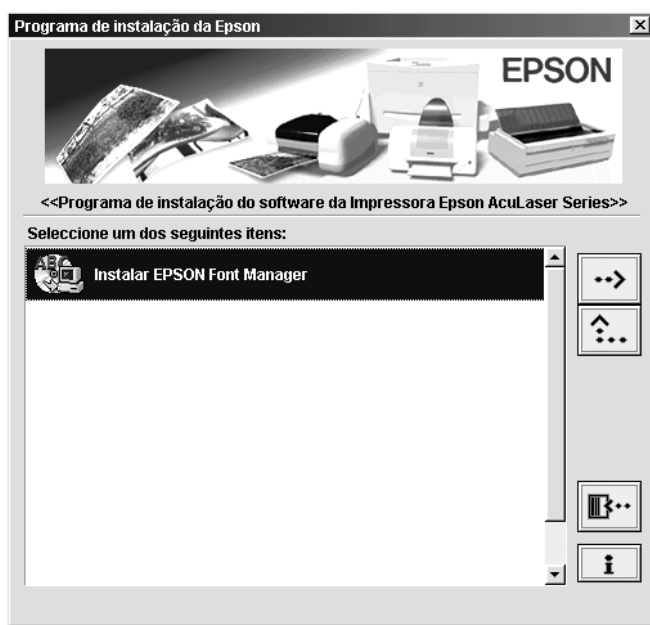 Programa de instalação da Epson
EPSON
<<Programa de instalação do software da Impressora Epson AcuLaser Series>>
Seleccione um dos seguintes itens:
Instalar EPSON Font Manager